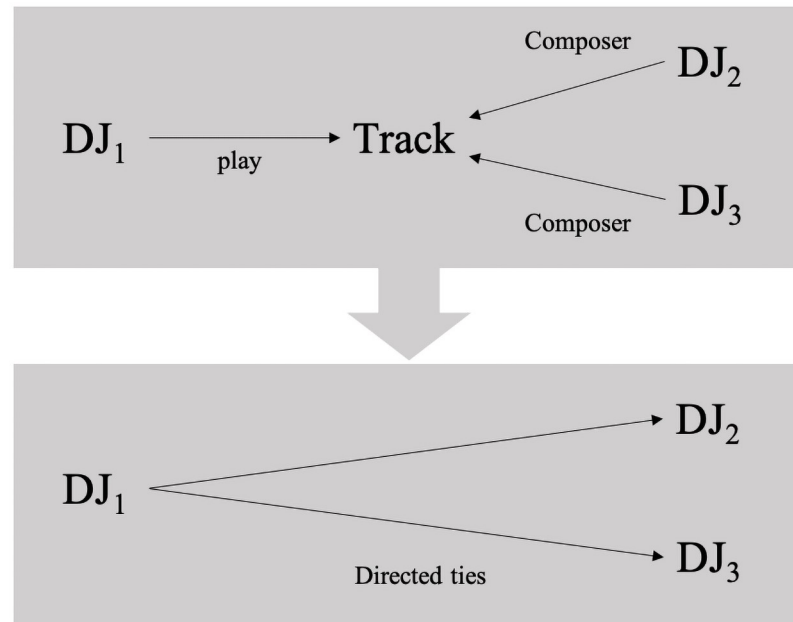 Composer
DJ₂
DJ₁
play
Track
DJ₃
Composer
DJ₂
DJ₁
DJ₃
Directed ties